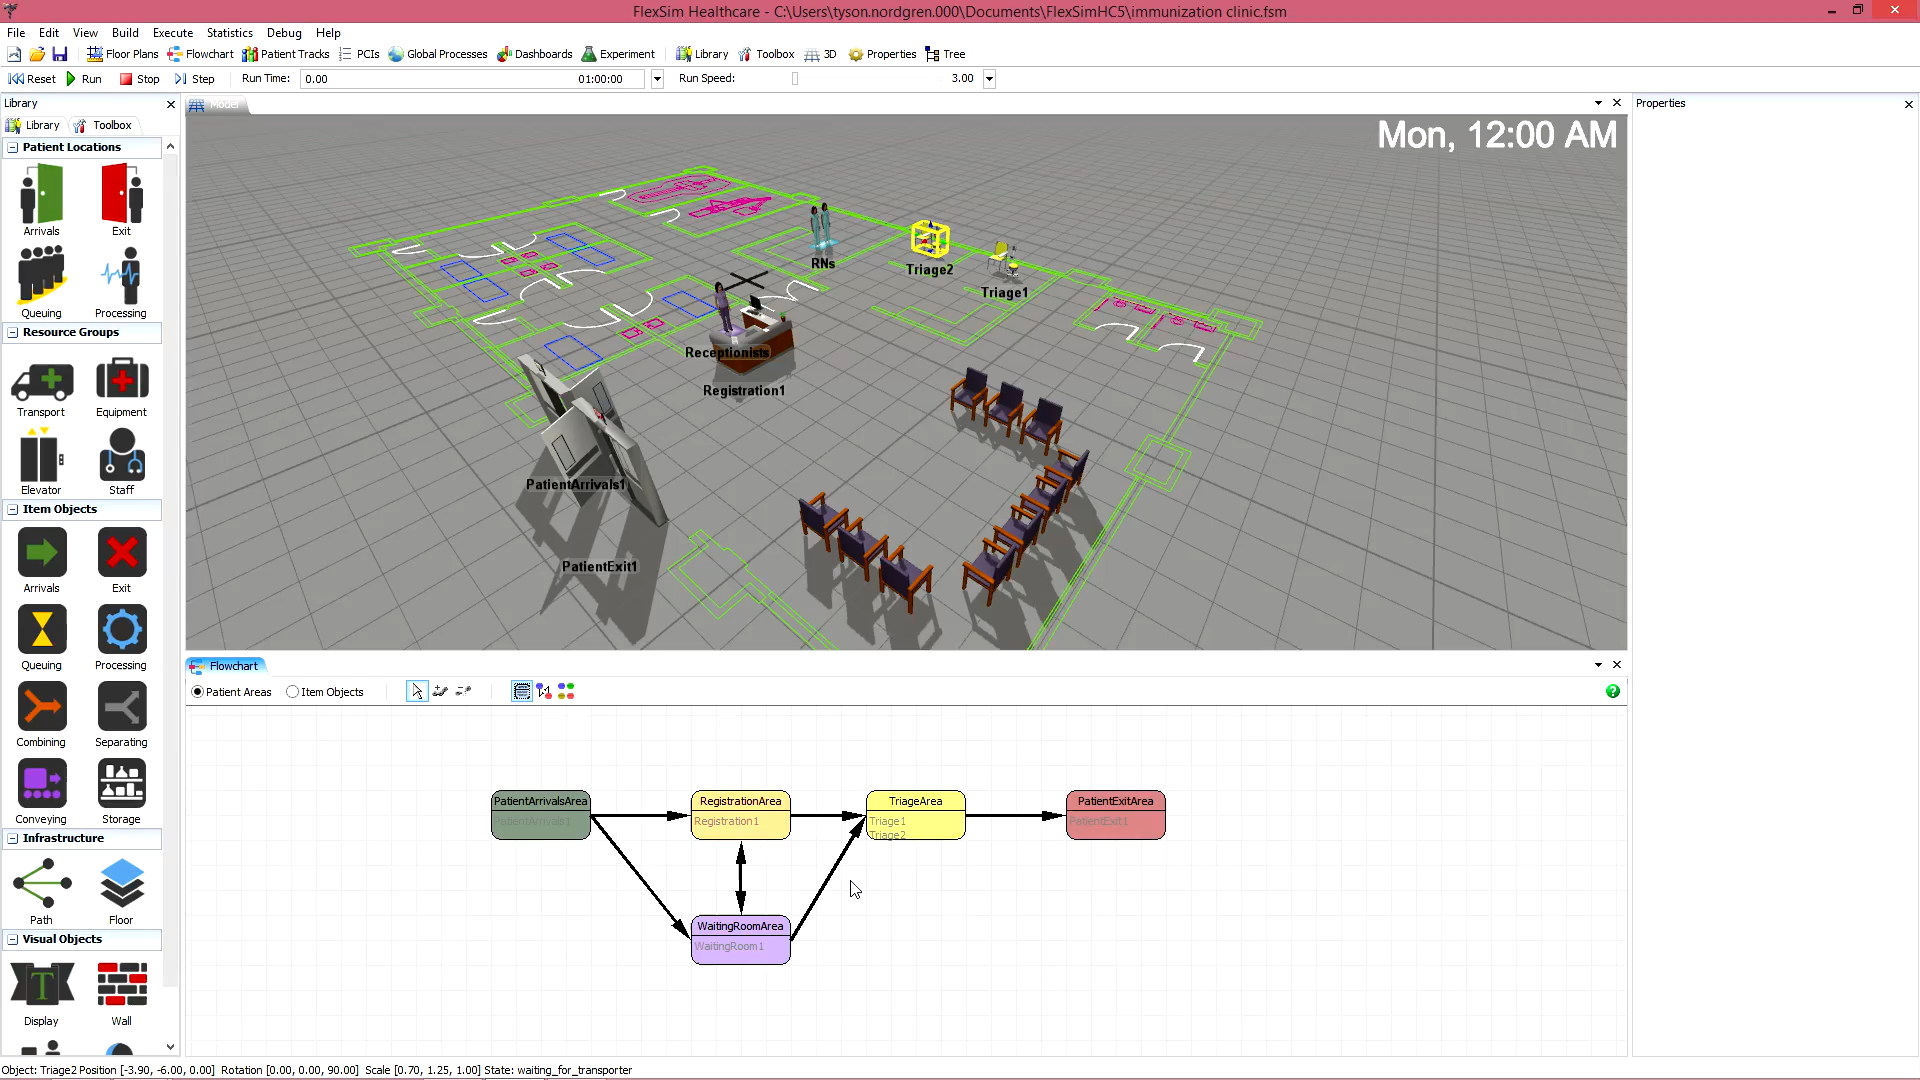 FlexSim Healthcare - C:\Users\tyson.nordgren.000\Documents\FlexSimHC5\immunization clinic.fsm
File Edit View Build Execute Statistics Debug Help
Floor Plans Flowchart Patient Tracks PCIs Global Processes Dashboards Experiment Library Toolbox 3D Properties Tree
Reset Run Stop Step Run Time: 0.00 01:00:00 Run Speed: 3.00
Library
Library Toolbox
Patient Locations
Arrivals Exit
Queuing Processing
Resource Groups
Transport Equipment
Elevator Staff
Item Objects
Arrivals Exit
Queuing Processing
Combining Separating
Conveying Storage
Infrastructure
Path Floor
Visual Objects
T
Display Wall
Model
Mon, 12:00 AM
RNs
Triage2
Triage1
Receptionists
Registration1
PatientArrivals1
PatientExit1
Flowchart
Patient Areas Item Objects
?
PatientArrivalsArea
PatientArrivals1
RegistrationArea
Registration1
TriageArea
Triage1
Triage2
PatientExitArea
PatientExit1
WaitingRoomArea
WaitingRoom1
Properties
Object: Triage2 Position [-3.90, -6.00, 0.00] Rotation [0.00, 0.00, 90.00] Scale [0.70, 1.25, 1.00] State: waiting_for_transporter